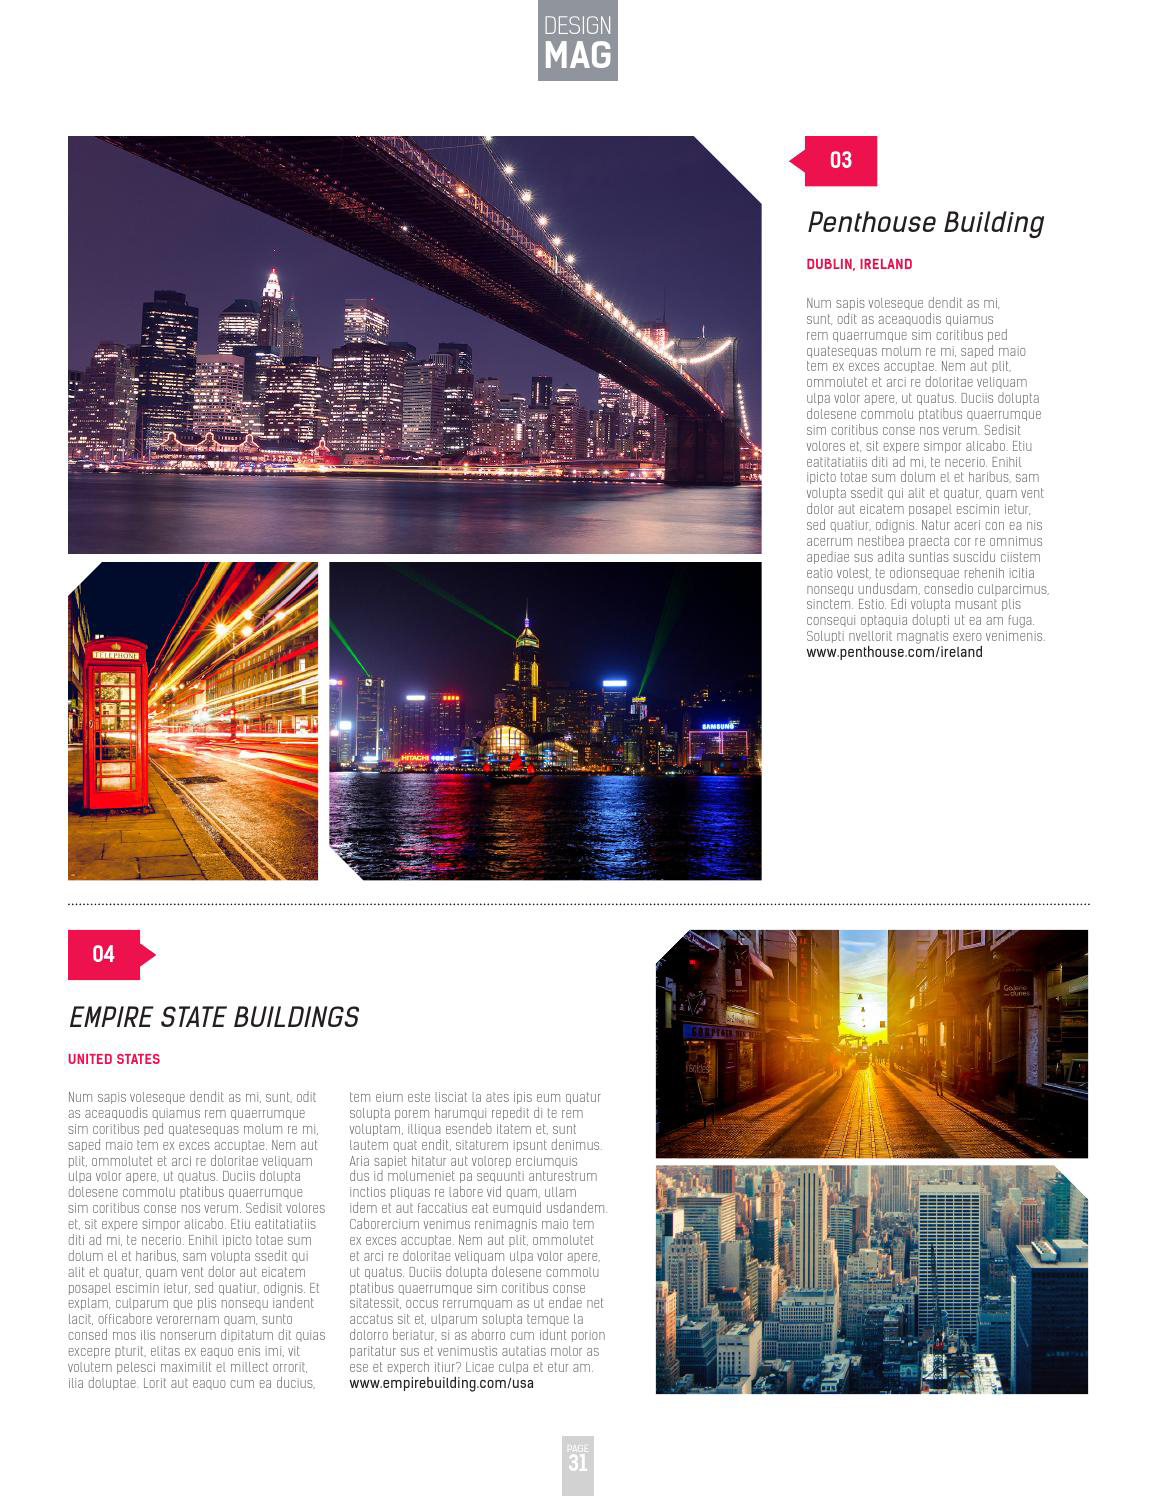 DESIGN
MAG
03
Penthouse Building
DUBLIN, IRELAND
Num sapis voleseque dendit as mi,
sunt, odit as aceaquodis quiamus
rem quaerrumque sim coritibus ped
quatesequas molum re mi, saped maio
tem ex exces accuptae. Nem aut plit,
ommolutet et arci re doloritae veliquam
ulpa volor apere, ut quatus. Duciis dolupta
dolesene commolu ptatibus quaerrumque
sim coritibus conse nos verum. Sedisit
volores et, sit expere simpor alicabo. Etiu
eatitatiatiis diti ad mi, te necerio. Enihil
ipicto totae sum dolum el et haribus, sam
volupta ssedit qui alit et quatur, quam vent
dolor aut eicatem posapel escimin ietur,
sed quatiur, odignis. Natur aceri con ea nis
acerrum nestibea praecta cor re omnimus
apediae sus adita suntias suscidu ciistem
eatio volest, te odionsequae rehenih icitia
nonsequ undusdam, consedio culparcimus,
sinctem. Estio. Edi volupta musant plis
consequi optaquia dolupti ut ea am fuga.
Solupti nvellorit magnatis exero venimenis.
www.penthouse.com/ireland
TELEPHONE
HITACHI
SAMSUNG
04
EMPIRE STATE BUILDINGS
UNITED STATES
Num sapis voleseque dendit as mi, sunt, odit
as aceaquodis quiamus rem quaerrumque
sim coritibus ped quatesequas molum re mi,
saped maio tem ex exces accuptae. Nem aut
plit, ommolutet et arci re doloritae veliquam
ulpa volor apere, ut quatus. Duciis dolupta
dolesene commolu ptatibus quaerrumque
sim coritibus conse nos verum. Sedisit volores
et, sit expere simpor alicabo. Etiu eatitatiatiis
diti ad mi, te necerio. Enihil ipicto totae sum
dolum el et haribus, sam volupta ssedit qui
alit et quatur, quam vent dolor aut eicatem
posapel escimin ietur, sed quatiur, odignis. Et
explam, culparum que plis nonsequ iandent
lacit, officabore verorernam quam, sunto
consed mos ilis nonserum dipitatum dit quias
excepre pturit, elitas ex eaquo enis imi, vit
volutem pelesci maximilit el millect orrorit,
ilia doluptae. Lorit aut eaquo cum ea ducius,
tem eium este lisciat la ates ipis eum quatur
solupta porem harumqui repedit di te rem
voluptam, illiqua esendeb itatem et, sunt
lautem quat endit, sitaturem ipsunt denimus.
Aria sapiet hitatur aut volorep erciumquis
dus id molumeniet pa sequunti anturestrum
inctios pliquas re labore vid quam, ullam
idem et aut faccatius eat eumquid usdandem.
Caborercium venimus renimagnis maio tem
ex exces accuptae. Nem aut plit, ommolutet
et arci re doloritae veliquam ulpa volor apere,
ut quatus. Duciis dolupta dolesene commolu
ptatibus quaerrumque sim coritibus conse
sitatessit, occus rerrumquam as ut endae net
accatus sit et, ulparum solupta temque la
dolorro beriatur, si as aborro cum idunt porion
paritatur sus et venimustis autatias molor as
ese et experch itiur? Licae culpa et etur am.
www.empirebuilding.com/usa
Galerie
dunes
PAGE
31